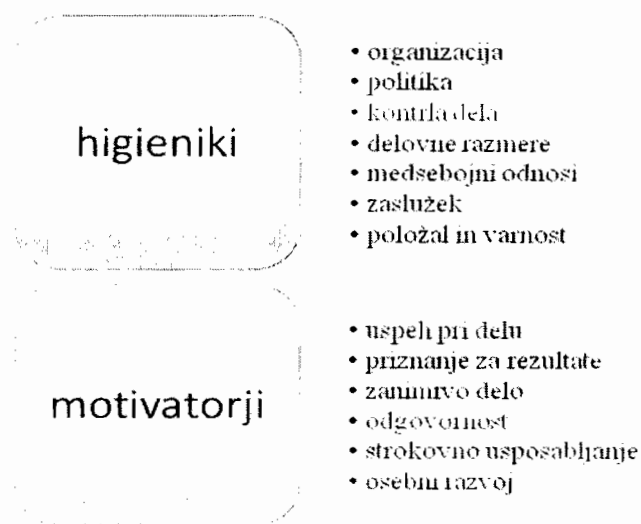 higieniki
• organizacija
• politika
• kontrla dela
• delovne razmere
• medsebojni odnosi
• zaslužek
• položal in varnost
motivatorji
• uspeh pri delu
• priznanje za rezultate
• zanimivo delo
• odgovornost
• strokovno usposabljanje
• osebni razvoj